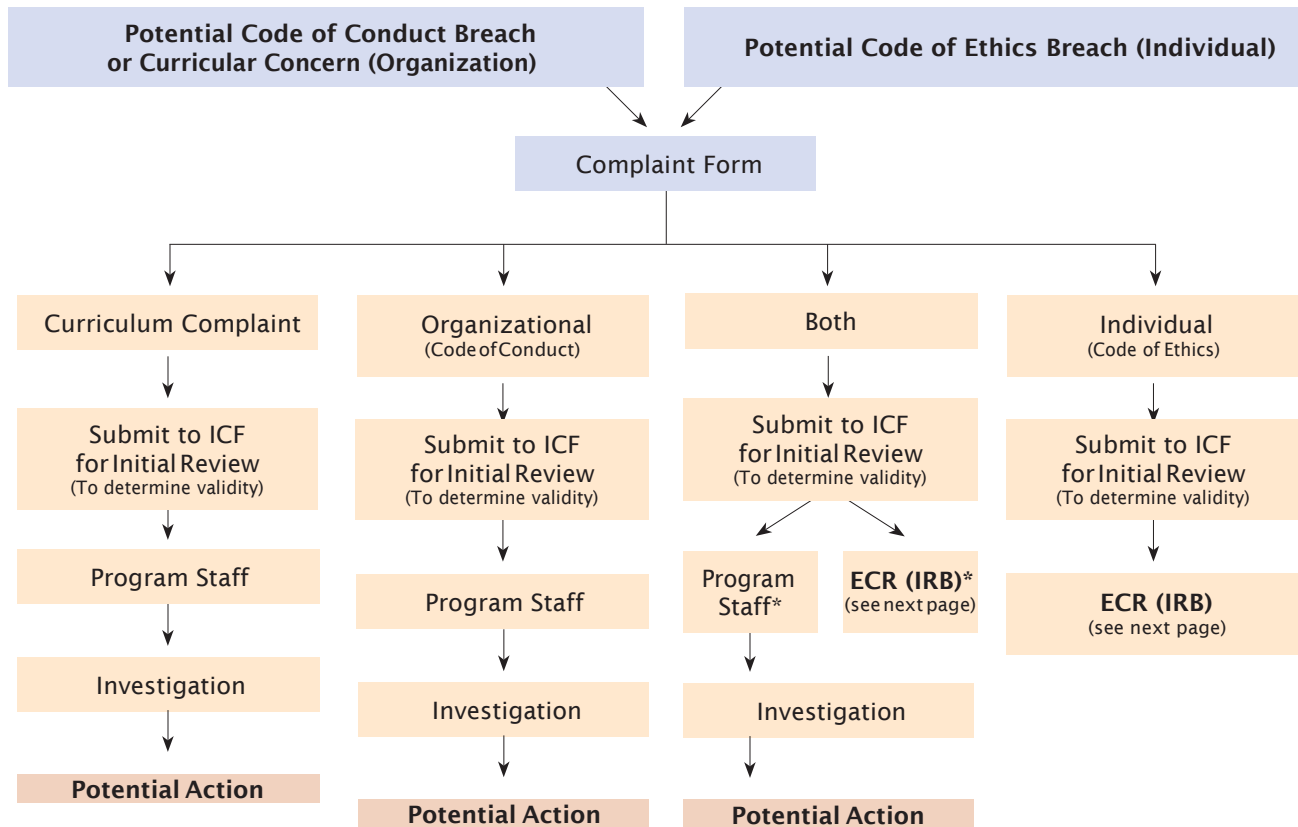 Potential Code of Conduct Breach
or Curricular Concern (Organization)
Potential Code of Ethics Breach (Individual)
Complaint Form
Curriculum Complaint
Submit to ICF
for Initial Review
(To determine validity)
Program Staff
Investigation
Potential Action
Organizational
(Code of Conduct)
Submit to ICF
for Initial Review
(To determine validity)
Program Staff
Investigation
Potential Action
Both
Submit to ICF
for Initial Review
(To determine validity)
Program
Staff*
ECR (IRB)*
(see next page)
Investigation
Potential Action
Individual
(Code of Ethics)
Submit to ICF
for Initial Review
(To determine validity)
ECR (IRB)
(see next page)